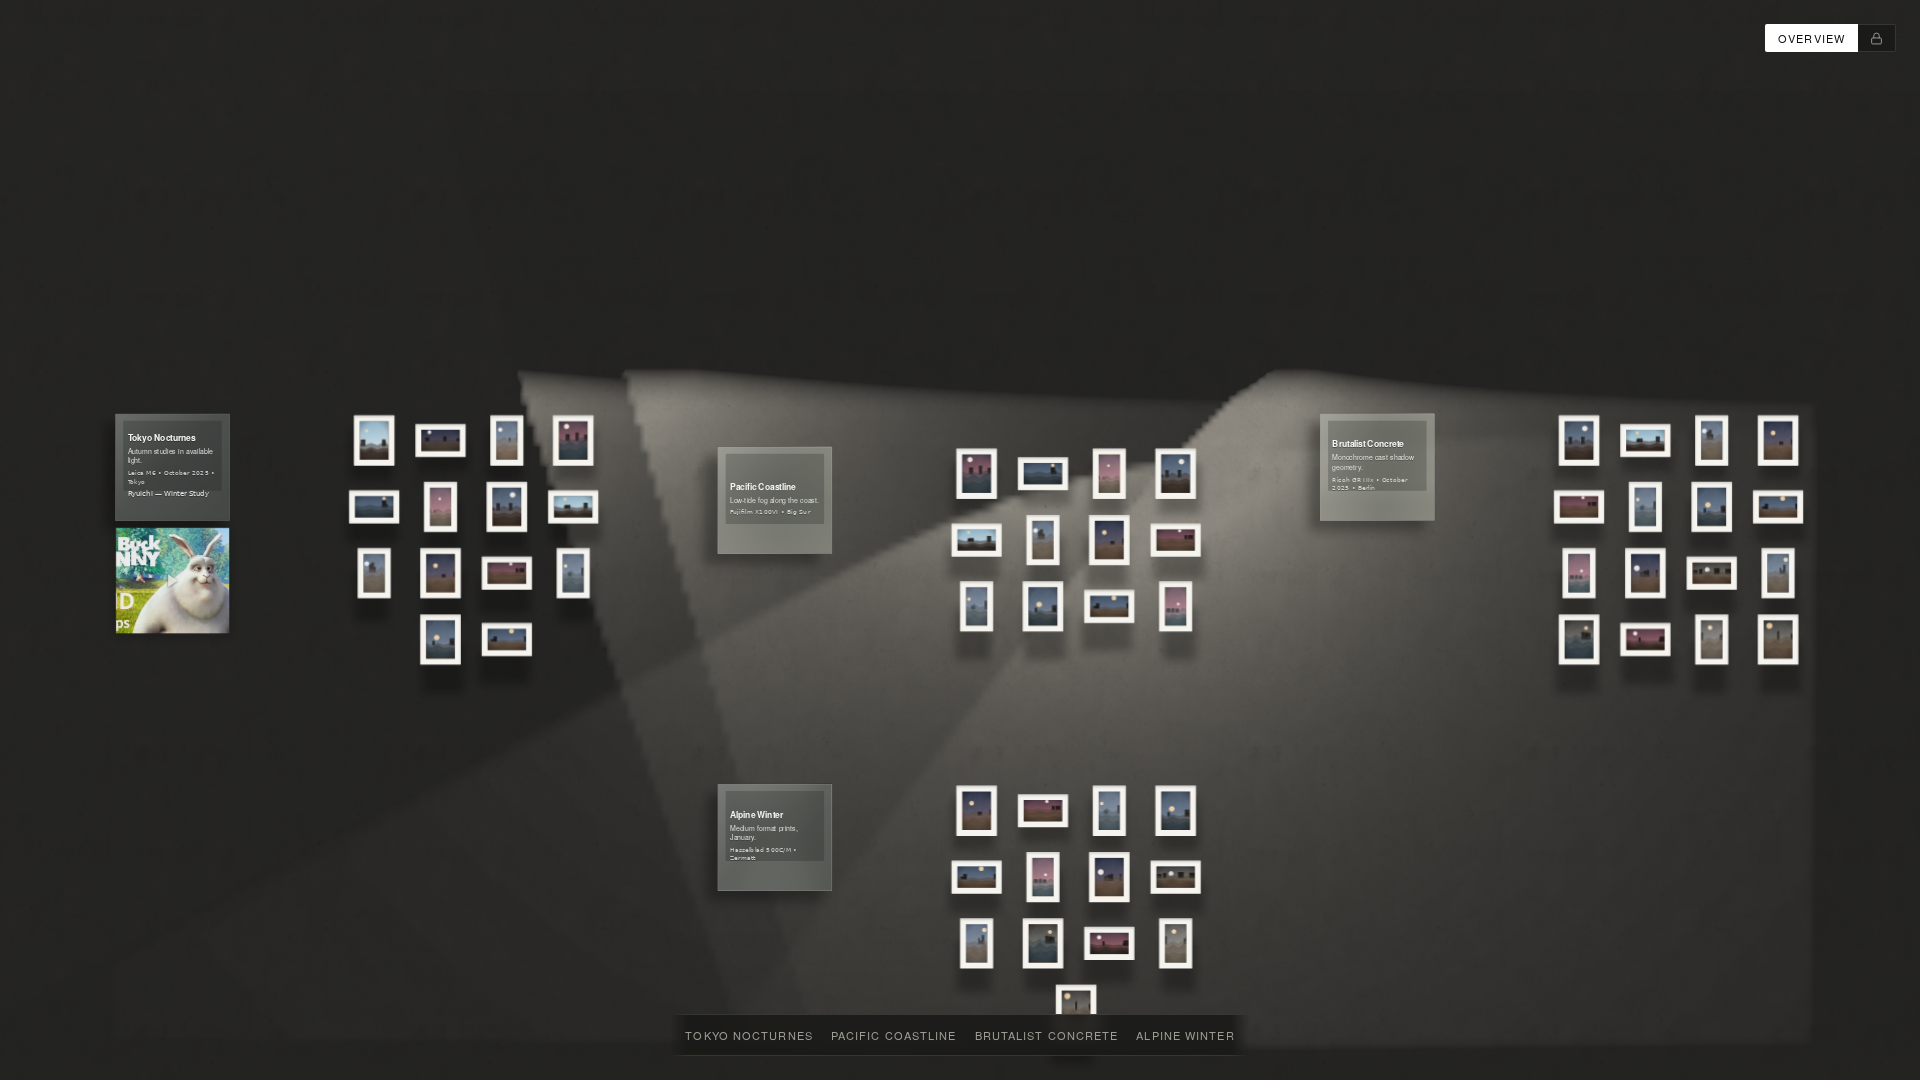 OVERVIEW
Tokyo Nocturnes
Autumn studies in available
light.
Leica M6 • October 2025 •
Tokyo
Ryuichi — Winter Study
Buck
NNY
D
ps
Pacific Coastline
Low-tide fog along the coast.
Fujifilm X100VI • Big Sur
Brutalist Concrete
Monochrome cast shadow
geometry.
Ricoh GR IIIx • October
2025 • Berlin
Alpine Winter
Medium format prints,
January.
Hasselblad 500C/M •
Zermatt
TOKYO NOCTURNES PACIFIC COASTLINE BRUTALIST CONCRETE ALPINE WINTER